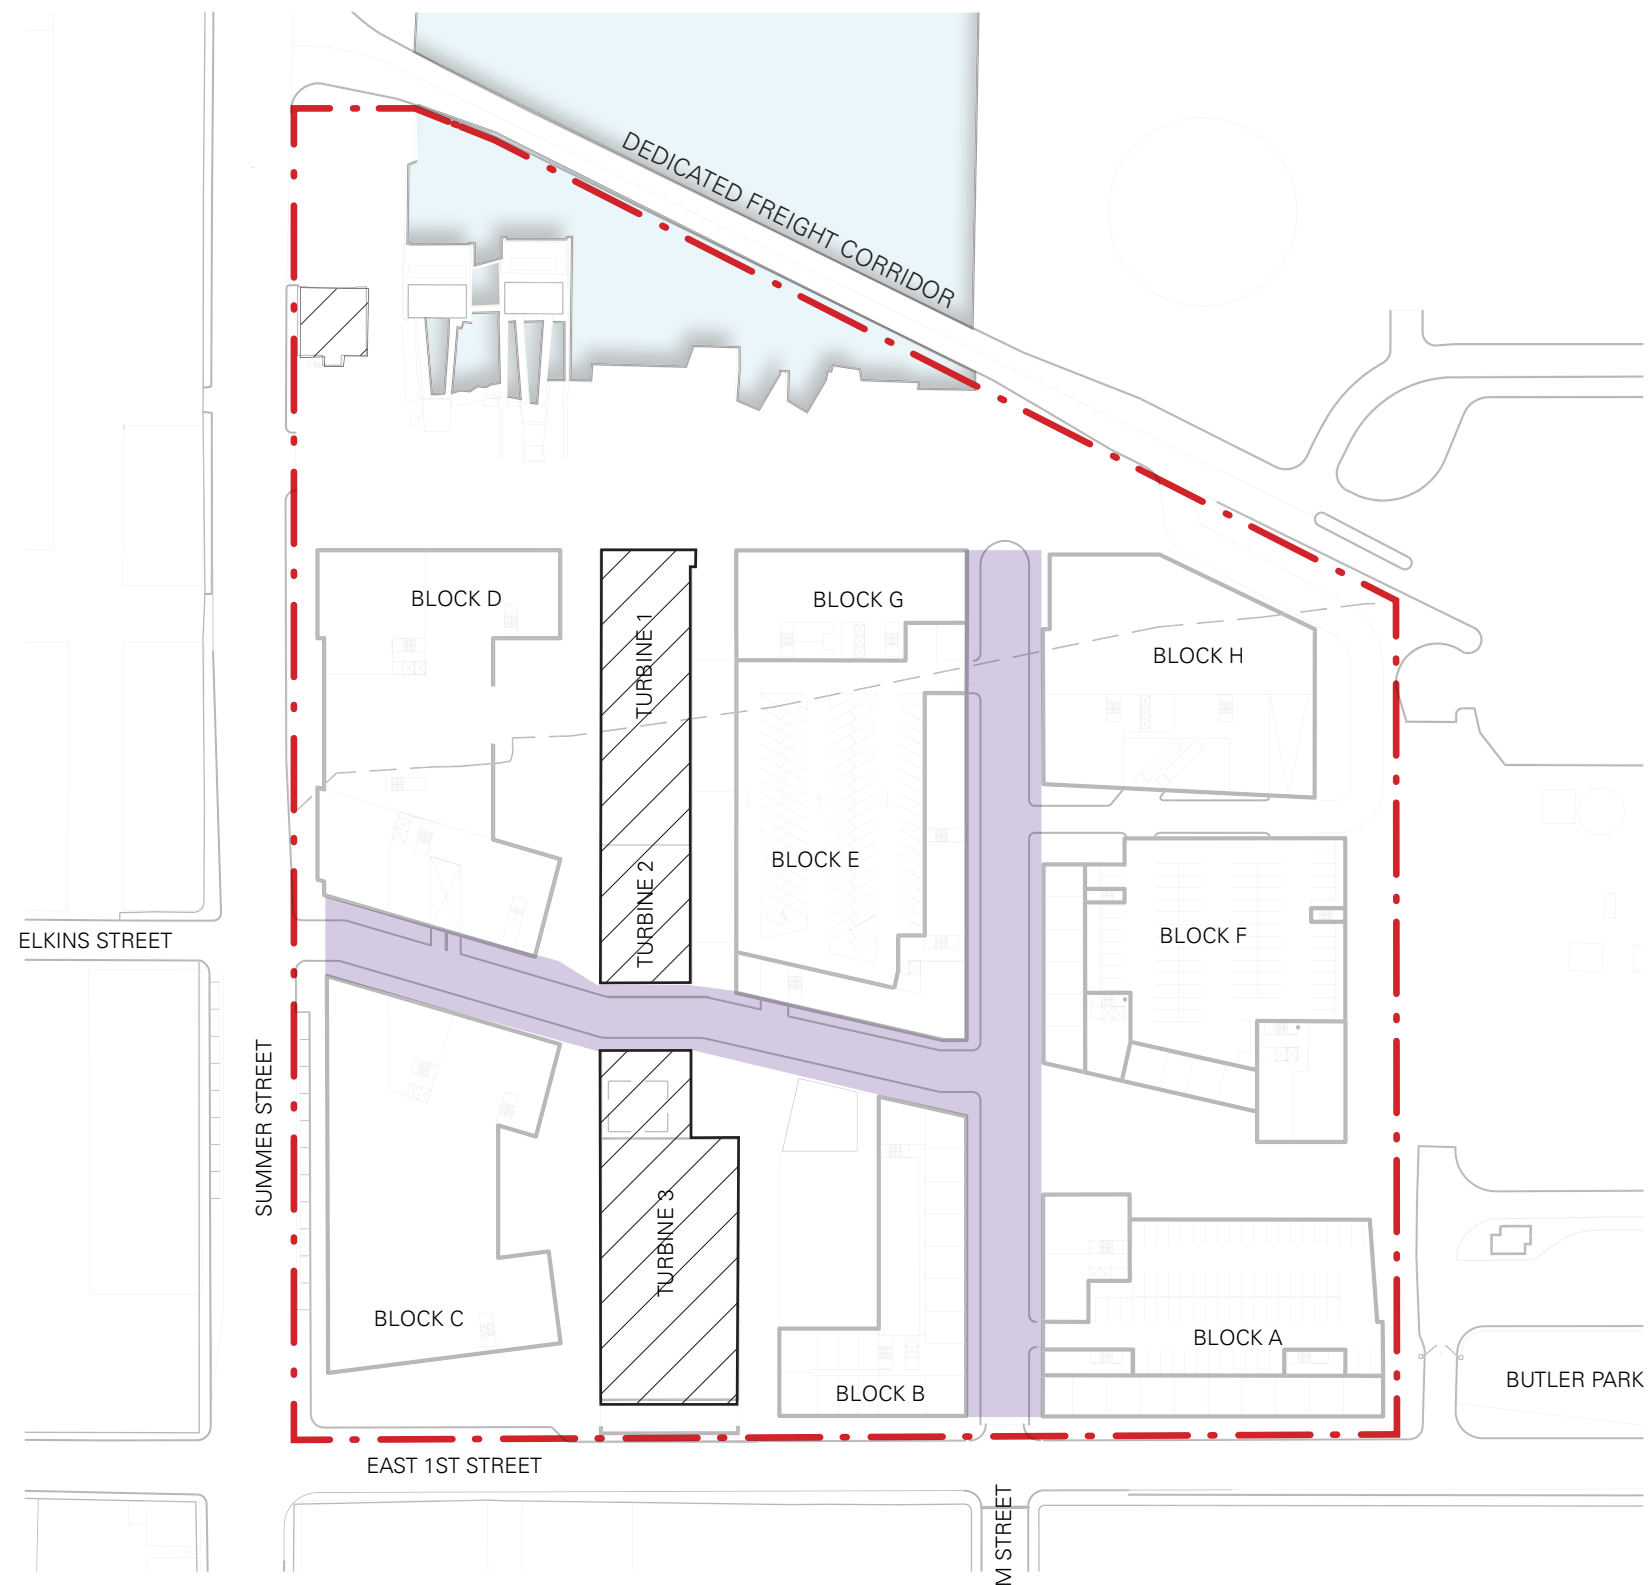 DEDICATED FREIGHT CORRIDOR
BLOCK D
TURBINE 1
BLOCK G
BLOCK H
BLOCK E
TURBINE 2
BLOCK F
ELKINS STREET
SUMMER STREET
TURBINE 3
BLOCK C
BLOCK B
BLOCK A
BUTLER PARK
EAST 1ST STREET
M STREET